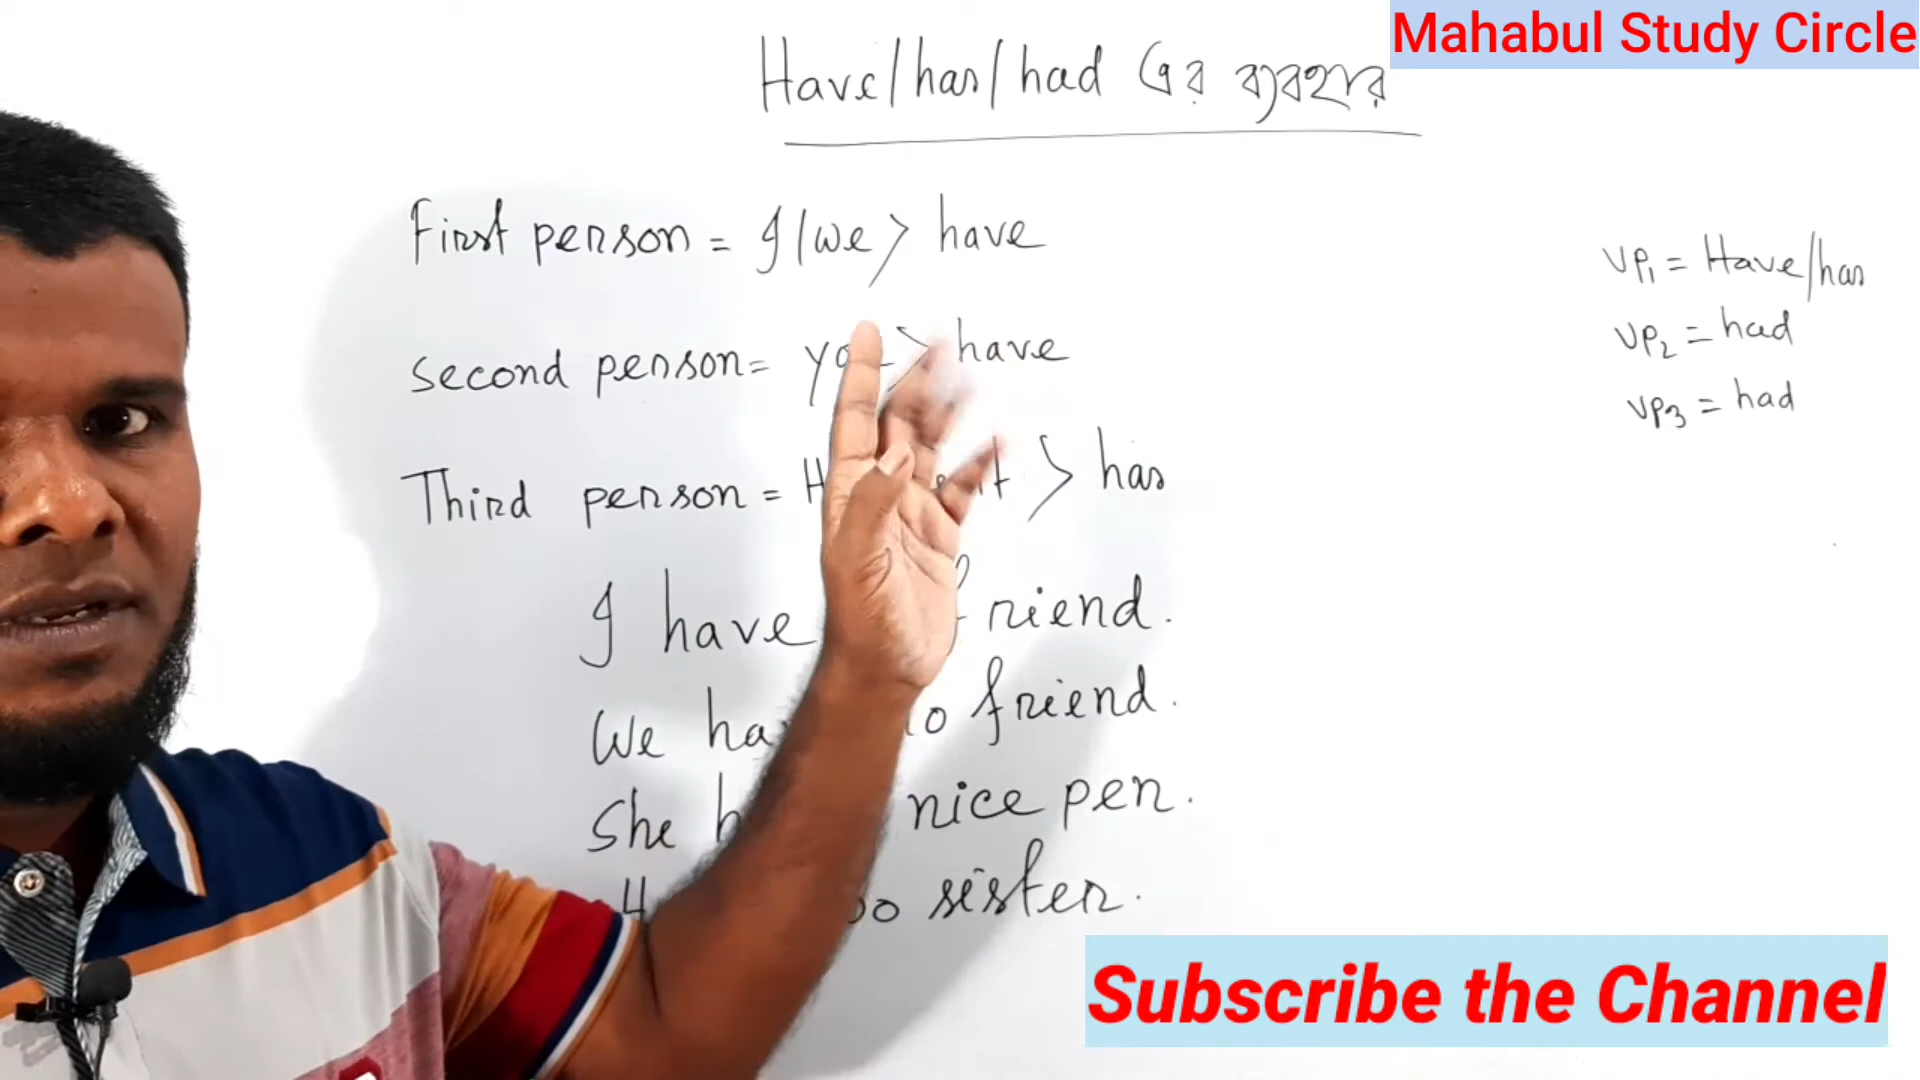 Mahabul Study Circle
Have/has/had এর ব্যবহার
First person = I/we > have
Second person = > have
Third person = > has
I have friend.
We friend.
She nice pen.
sister.
VP1 = Have/has
VP2 = had
VP3 = had
Subscribe the Channel